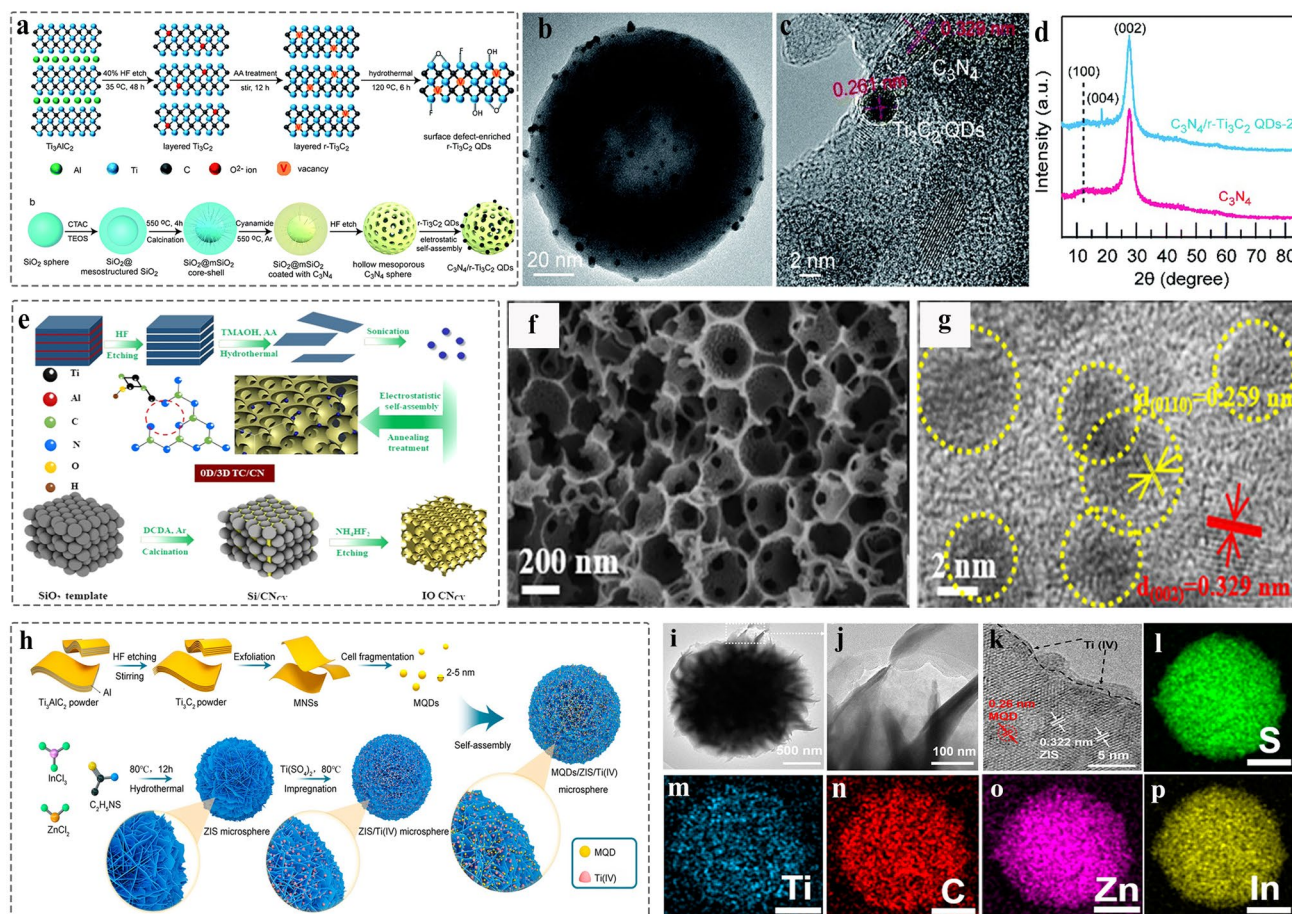 a
40% HF etch
35 ºC, 48 h
AA treatment
stir, 12 h
hydrothermal
120 ºC, 6 h
F
OH
O
F
OH
O
Ti₃AlC₂
layered Ti₃C₂
layered r-Ti₃C₂
surface defect-enriched
r-Ti₃C₂ QDs
Al
Ti
C
O²⁻ ion
V
vacancy
b
CTAC
TEOS
550 ºC, 4h
Calcination
Cyanamide
550 ºC, Ar
HF etch
r-Ti₃C₂ QDs
eletrostatic
self-assembly
SiO₂ sphere
SiO₂@
mesostructured SiO₂
SiO₂@mSiO₂
core-shell
SiO₂@mSiO₂
coated with C₃N₄
hollow mesoporous
C₃N₄ sphere
C₃N₄/r-Ti₃C₂ QDs
b
20 nm
c
0.329 nm
C₃N₄
0.261 nm
Ti₃C₂ QDs
2 nm
d
Intensity (a.u.)
(002)
(100)
(004)
C₃N₄/r-Ti₃C₂ QDs-2
C₃N₄
0 20 40 60 80
2θ (degree)
e
HF
Etching
TMAOH, AA
Hydrothermal
Sonication
Ti
Al
C
N
O
H
Electrostatistic
self-assembly
Annealing
treatment
0D/3D TC/CN
DCDA, Ar
Calcination
NH₄HF₂
Etching
SiO₂ template
Si/CN
IO CN
f
200 nm
g
d(0110)=0.259 nm
2 nm
d(002)=0.329 nm
h
HF etching
Stirring
Exfoliation
Cell fragmentation
2-5 nm
Al
Ti₃AlC₂ powder
Ti₃C₂ powder
MNSs
MQDs
Self-assembly
InCl₃
C₂H₅NS
ZnCl₂
80℃, 12h
Hydrothermal
Ti(SO₄)₂, 80℃
Impregnation
ZIS microsphere
ZIS/Ti(IV) microsphere
MQDs/ZIS/Ti(IV)
microsphere
MQD
Ti(IV)
i
500 nm
j
100 nm
k
Ti (IV)
0.26 nm
MQD
0.322 nm
ZIS
5 nm
l
S
m
Ti
n
C
o
Zn
p
In